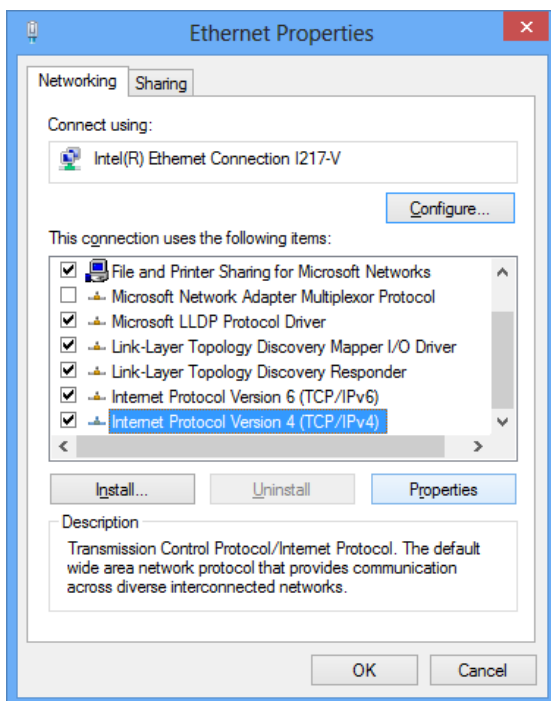 Ethernet Properties
Networking
Sharing
Connect using:
Intel(R) Ethernet Connection I217-V
Configure...
This connection uses the following items:
File and Printer Sharing for Microsoft Networks
Microsoft Network Adapter Multiplexor Protocol
Microsoft LLDP Protocol Driver
Link-Layer Topology Discovery Mapper I/O Driver
Link-Layer Topology Discovery Responder
Internet Protocol Version 6 (TCP/IPv6)
Internet Protocol Version 4 (TCP/IPv4)
Install...
Uninstall
Properties
Description
Transmission Control Protocol/Internet Protocol. The default
wide area network protocol that provides communication
across diverse interconnected networks.
OK
Cancel